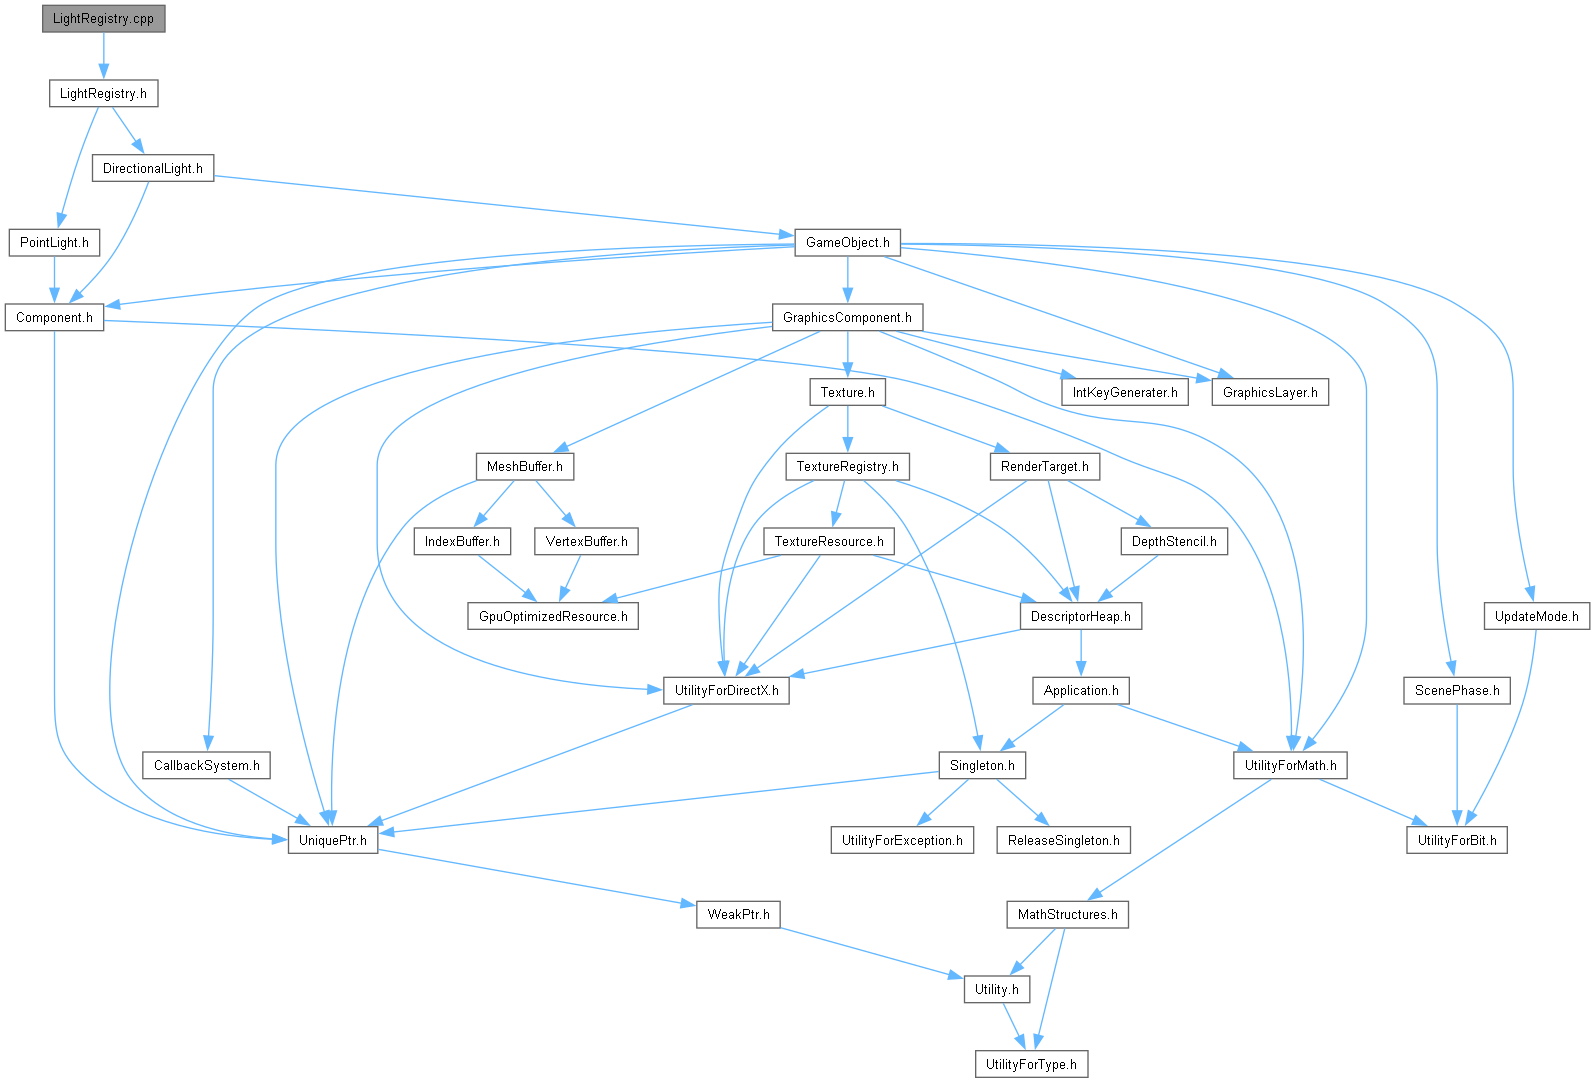 LightRegistry.cpp
LightRegistry.h
DirectionalLight.h
PointLight.h
GameObject.h
Component.h
GraphicsComponent.h
Texture.h
IntKeyGenerater.h
GraphicsLayer.h
MeshBuffer.h
TextureRegistry.h
RenderTarget.h
IndexBuffer.h
VertexBuffer.h
TextureResource.h
DepthStencil.h
GpuOptimizedResource.h
DescriptorHeap.h
UpdateMode.h
UtilityForDirectX.h
Application.h
ScenePhase.h
CallbackSystem.h
Singleton.h
UtilityForMath.h
UniquePtr.h
UtilityForException.h
ReleaseSingleton.h
UtilityForBit.h
WeakPtr.h
MathStructures.h
Utility.h
UtilityForType.h